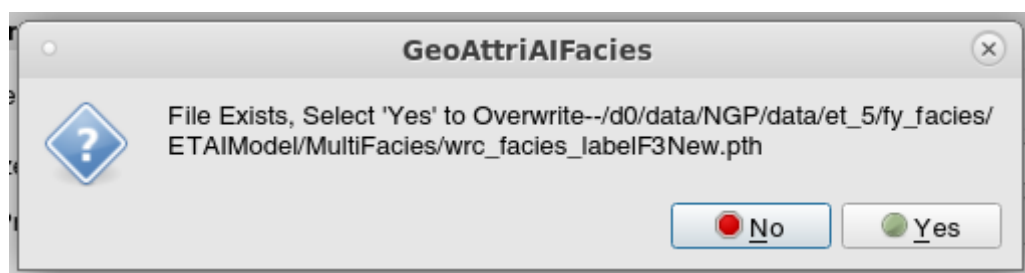 GeoAttriAIFacies
File Exists, Select 'Yes' to Overwrite--/d0/data/NGP/data/et_5/fy_facies/
ETAIModel/MultiFacies/wrc_facies_labelF3New.pth
No
Yes